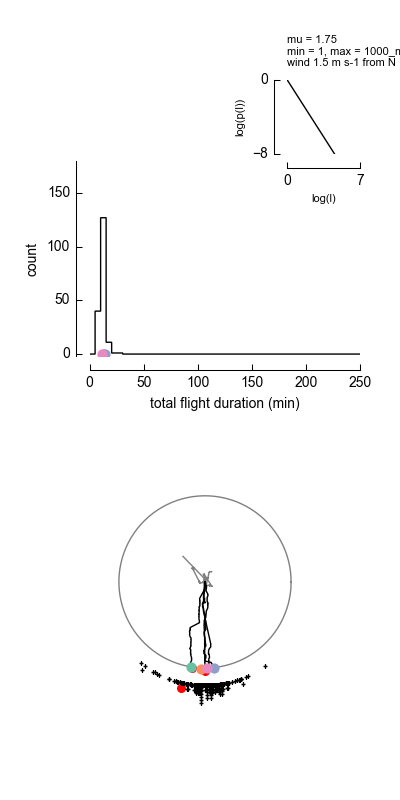 mu = 1.75
min = 1, max = 1000_m
wind 1.5 m s-1 from N
0
log(p(l))
−8
0
7
log(l)
150
100
50
0
count
0
50
100
150
200
250
total flight duration (min)